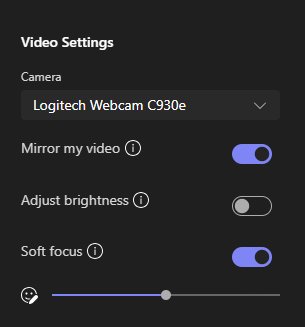 Video Settings
Camera
Logitech Webcam C930e
Mirror my video
Adjust brightness
Soft focus